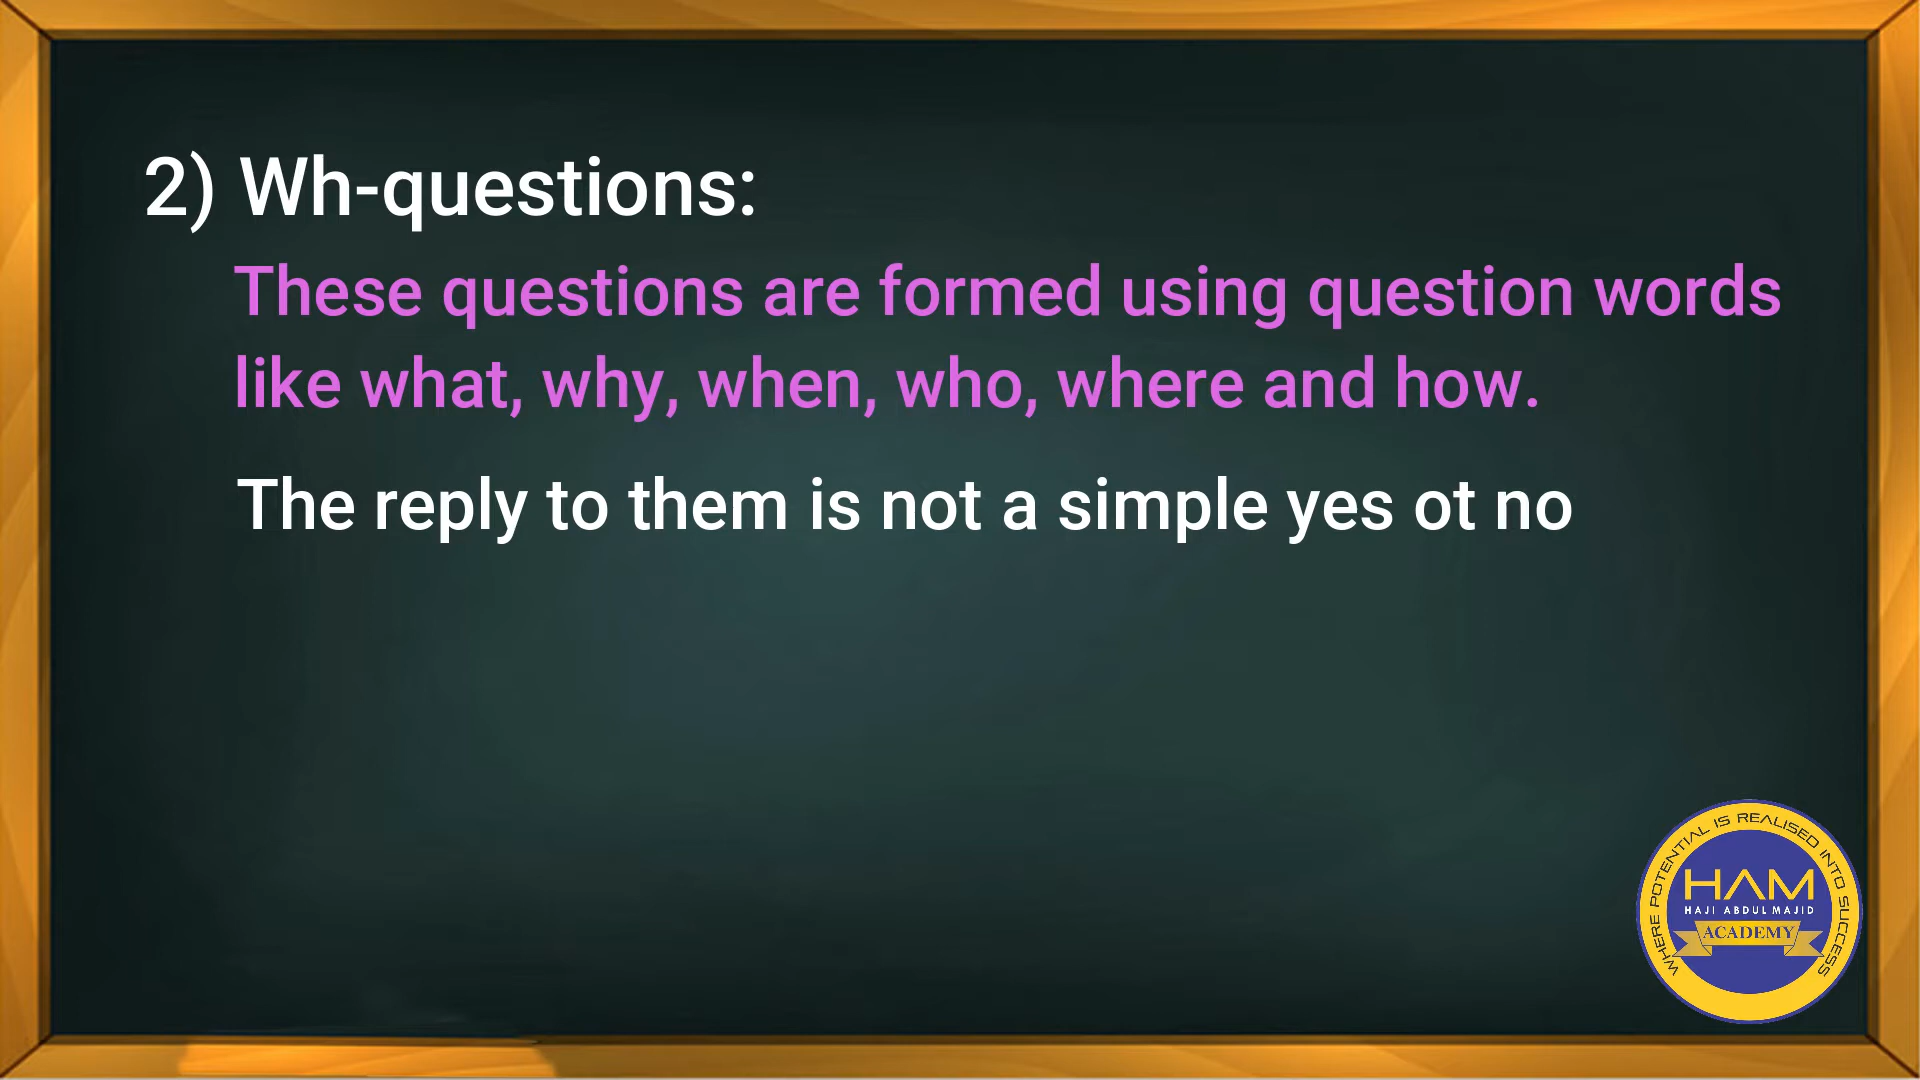 2) Wh-questions:
These questions are formed using question words
like what, why, when, who, where and how.
The reply to them is not a simple yes ot no
WHERE POTENTIAL IS REALISED INTO SUCCESS
HAM
HAJI ABDUL MAJID
ACADEMY